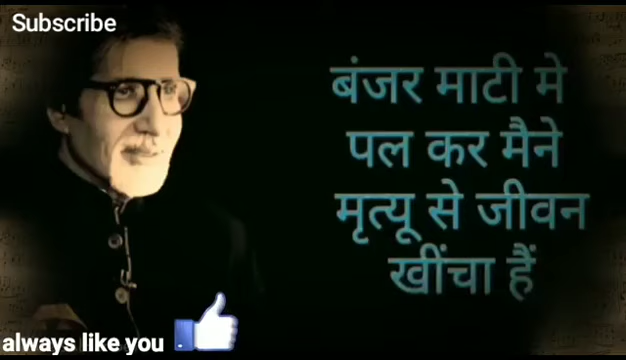 Subscribe
बंजर माटी मे
पल कर मैने
मृत्यू से जीवन
खींचा हैं
always like you